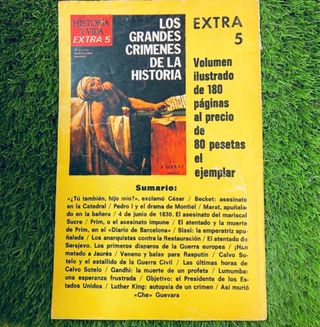 HISTORIA
Y VIDA
EXTRA 5
LOS
GRANDES
CRIMENES
DE LA
HISTORIA
A MARAT.
EXTRA
5
Volumen
ilustrado
de 180
páginas
al precio
de
80 pesetas
el
ejemplar
Sumario:
«¿Tú también, hijo mío?», exclamó César / Becket: asesinato
en la Catedral / Pedro I y el drama de Montiel / Marat, apuña-
lado en la bañera / 4 de junio de 1830. El asesinato del mariscal
Sucre / Prim, o el asesinato impune / El atentado y la muerte
de Prim, en el «Diario de Barcelona» / Sissi: la emperatriz apu-
ñalada / Los anarquistas contra la Restauración / El atentado de
Sarajevo. Los primeros disparos de la Guerra europea / ¡Han
matado a Jaurès! / Veneno y balas para Rasputín / Calvo So-
telo y el estallido de la Guerra Civil / Las últimas horas de
Calvo Sotelo / Gandhi: la muerte de un profeta / Lumumba:
una esperanza frustrada / Objetivo: el Presidente de los Es-
tados Unidos / Luther King: autopsia de un crimen / Así murió
«Che» Guevara